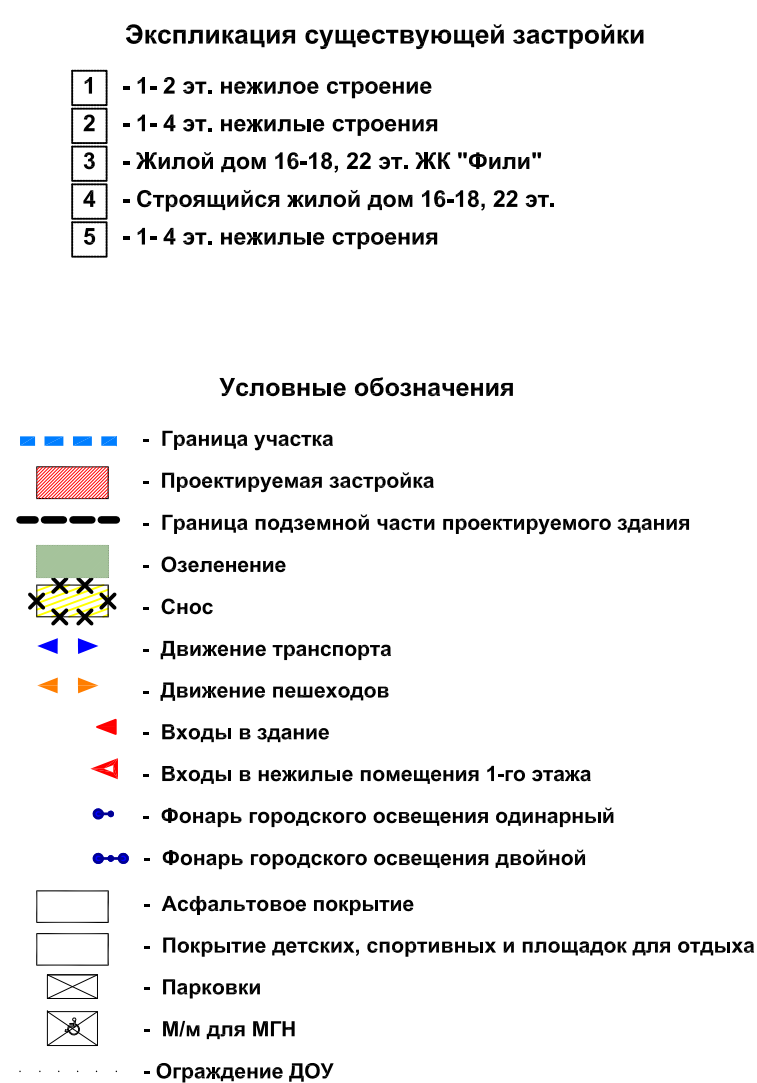 Экспликация существующей застройки
1 - 1- 2 эт. нежилое строение
2 - 1- 4 эт. нежилые строения
3 - Жилой дом 16-18, 22 эт. ЖК "Фили"
4 - Строящийся жилой дом 16-18, 22 эт.
5 - 1- 4 эт. нежилые строения
Условные обозначения
- Граница участка
- Проектируемая застройка
- Граница подземной части проектируемого здания
- Озеленение
- Снос
- Движение транспорта
- Движение пешеходов
- Входы в здание
- Входы в нежилые помещения 1-го этажа
- Фонарь городского освещения одинарный
- Фонарь городского освещения двойной
- Асфальтовое покрытие
- Покрытие детских, спортивных и площадок для отдыха
- Парковки
- М/м для МГН
- Ограждение ДОУ